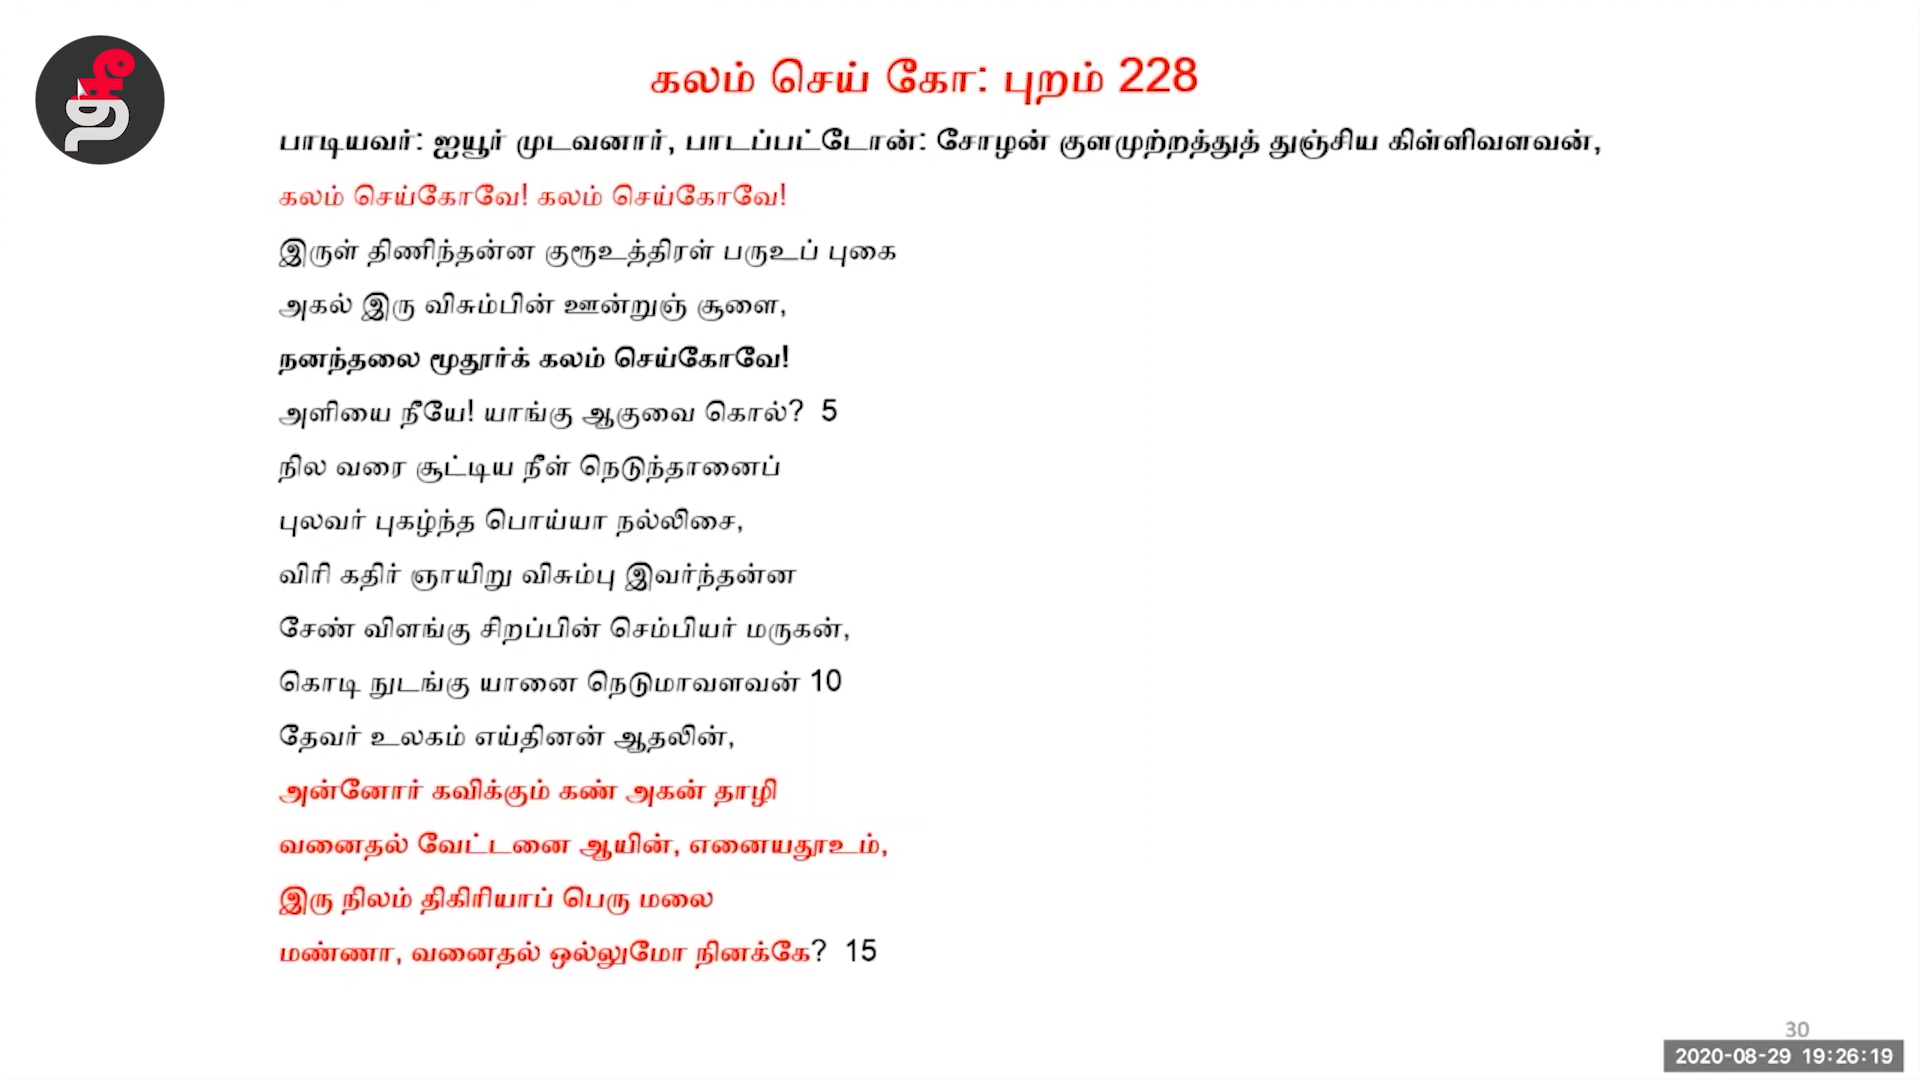 கலம் செய் கோ: புறம் 228
பாடியவர்: ஐயூர் முடவனார், பாடப்பட்டோன்: சோழன் குளமுற்றத்துத் துஞ்சிய கிள்ளிவளவன்,
கலம் செய்கோவே! கலம் செய்கோவே!
இருள் திணிந்தன்ன குரூஉத்திரள் பருஉப் புகை
அகல் இரு விசும்பின் ஊன்றுஞ் சூளை,
நனந்தலை மூதூர்க் கலம் செய்கோவே!
அளியை நீயே! யாங்கு ஆகுவை கொல்? 5
நில வரை சூட்டிய நீள் நெடுந்தானைப்
புலவர் புகழ்ந்த பொய்யா நல்லிசை,
விரி கதிர் ஞாயிறு விசும்பு இவர்ந்தன்ன
சேண் விளங்கு சிறப்பின் செம்பியர் மருகன்,
கொடி நுடங்கு யானை நெடுமாவளவன் 10
தேவர் உலகம் எய்தினன் ஆதலின்,
அன்னோர் கவிக்கும் கண் அகன் தாழி
வனைதல் வேட்டனை ஆயின், எனையதூஉம்,
இரு நிலம் திகிரியாப் பெரு மலை
மண்ணா, வனைதல் ஒல்லுமோ நினக்கே? 15
30
2020-08-29 19:26:19